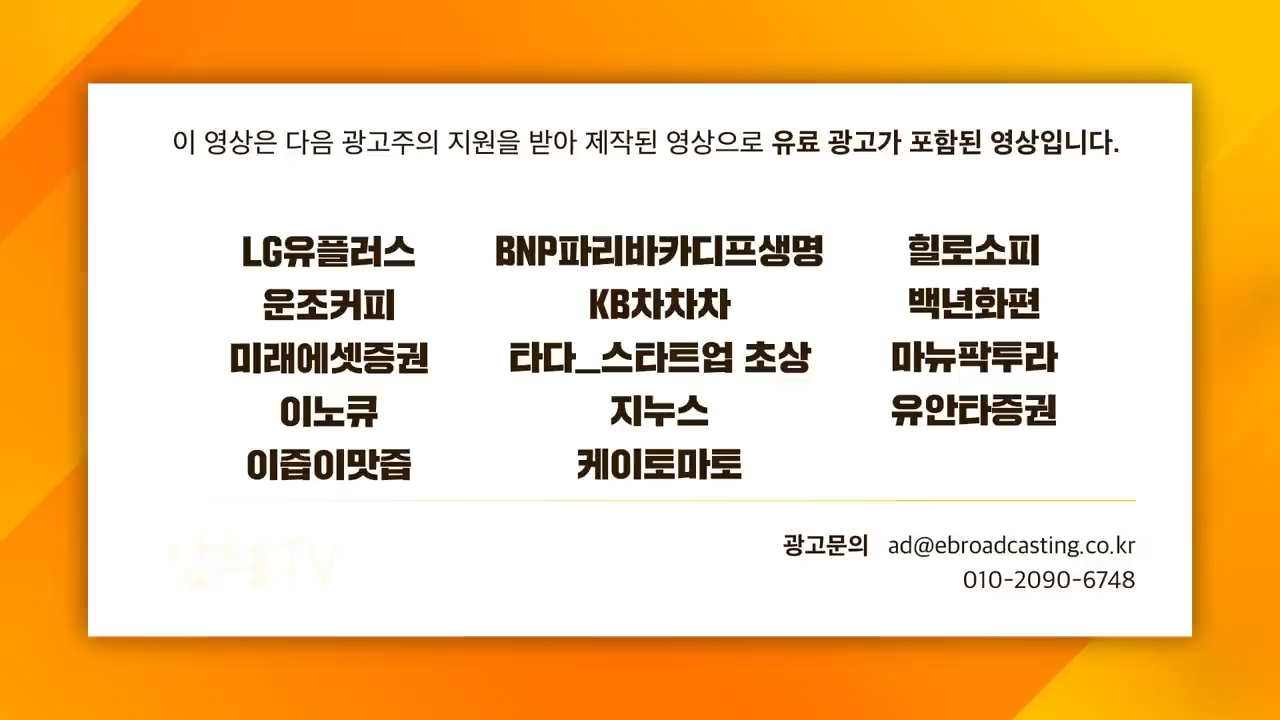 이 영상은 다음 광고주의 지원을 받아 제작된 영상으로 유료 광고가 포함된 영상입니다.
LG유플러스 BNP파리바카디프생명 힐로소피
운조커피 KB차차차 백년화편
미래에셋증권 타다_스타트업 초상 마뉴팍투라
이노큐 지누스 유안타증권
이즙이맛즙 케이토마토
광고문의 ad@ebroadcasting.co.kr
010-2090-6748